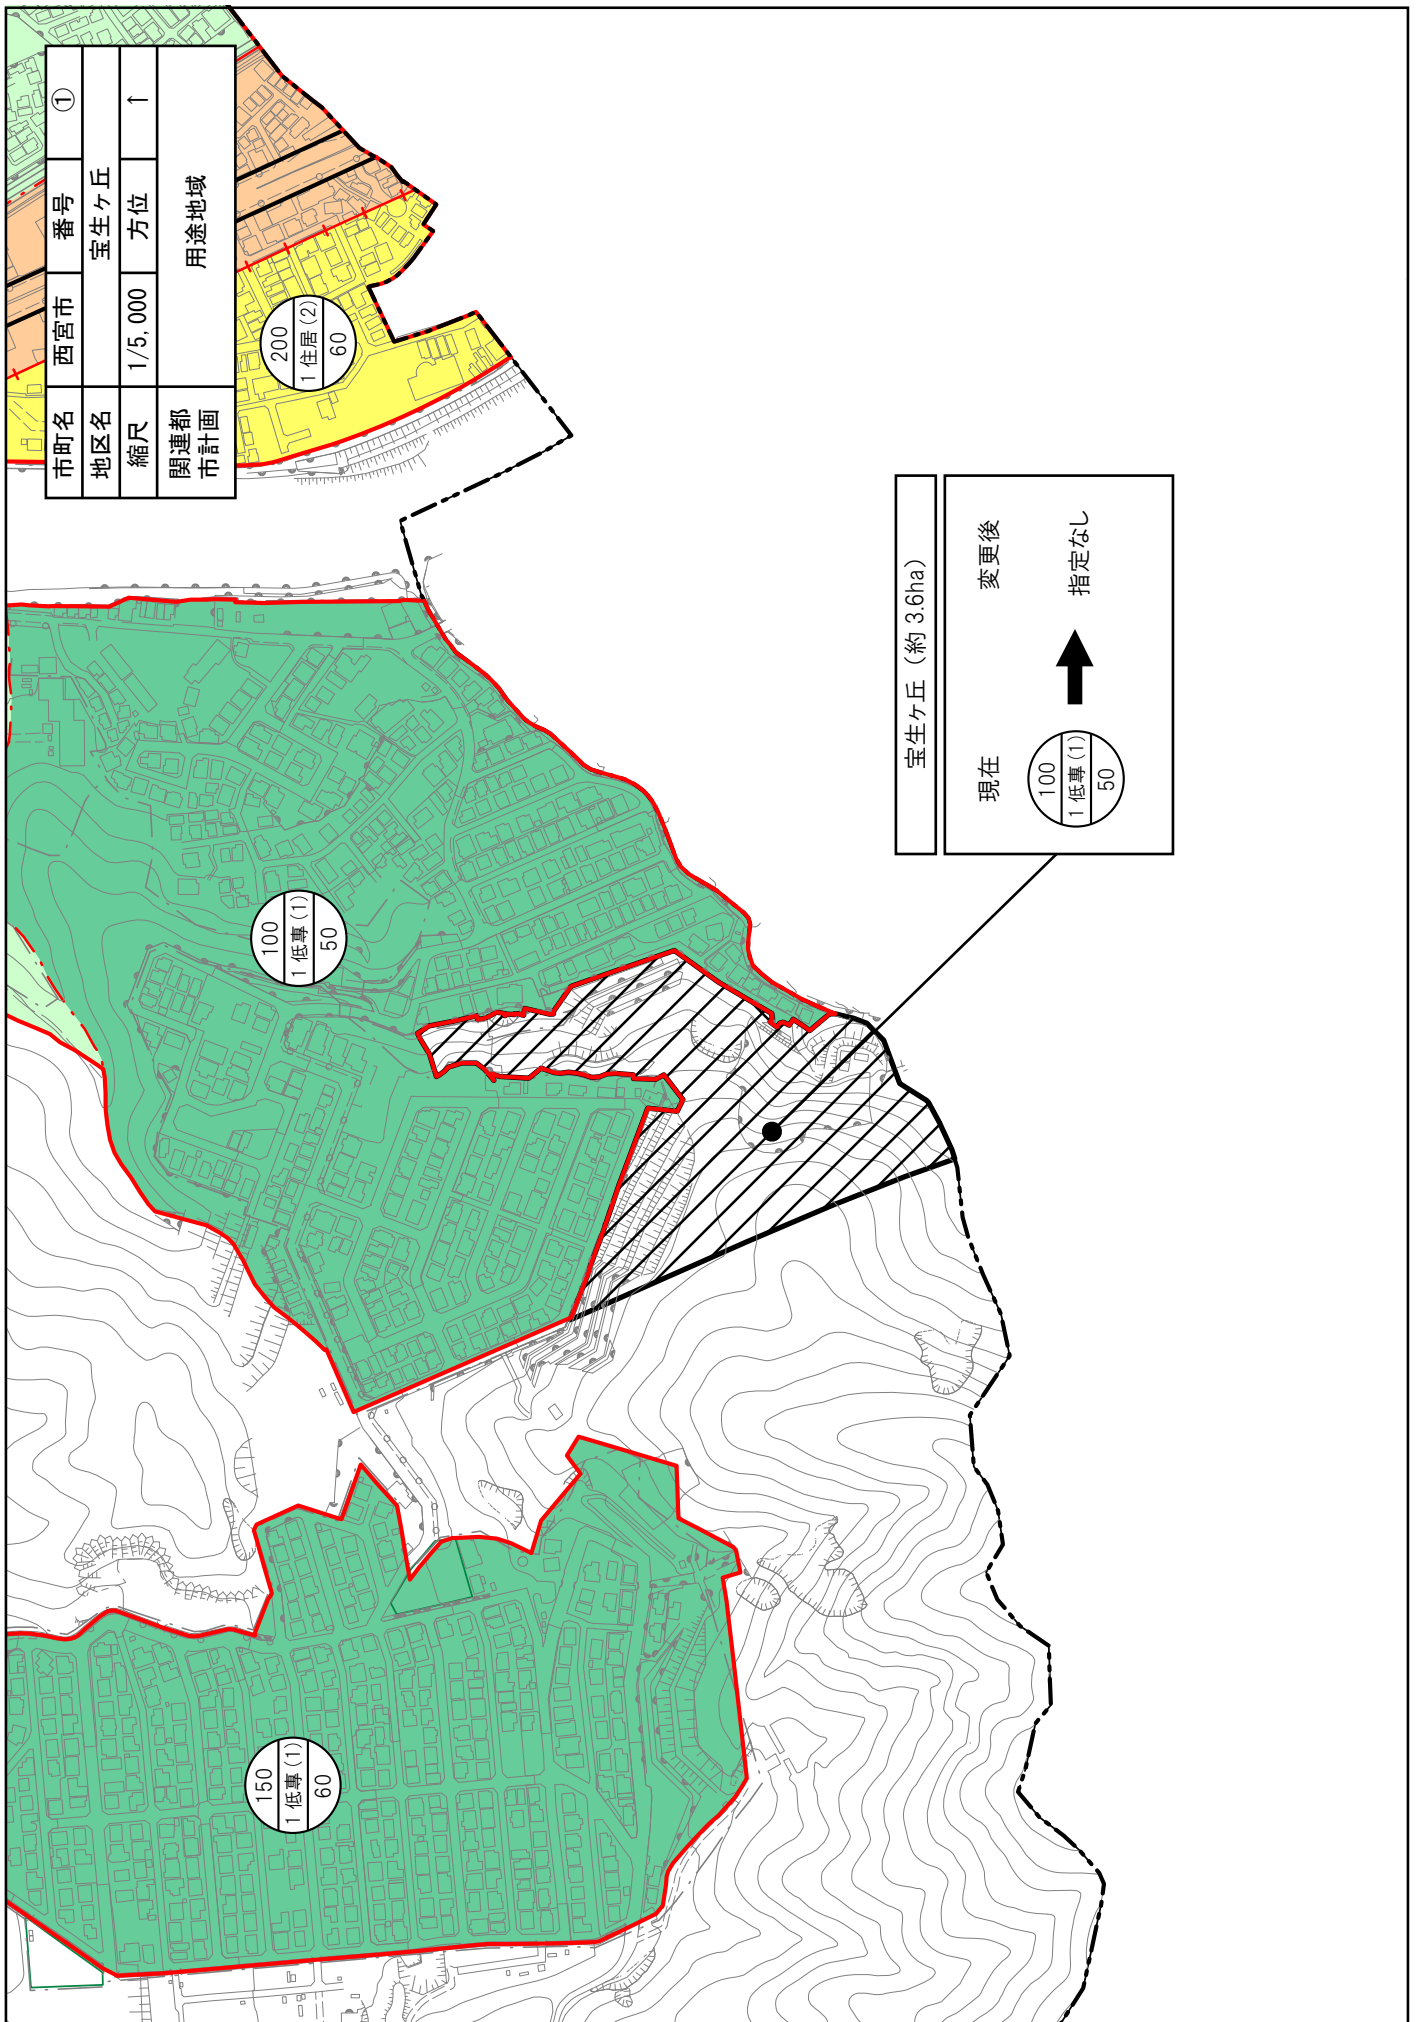 市町名 西宮市 番号 ①
地区名 宝生ヶ丘
縮尺 1/5,000 方位 ↑
関連都
市計画
用途地域
200
1住居(2)
60
100
1低専(1)
50
150
1低専(1)
60
宝生ヶ丘（約 3.6ha）
現在 変更後
100
1低専(1)
50
指定なし